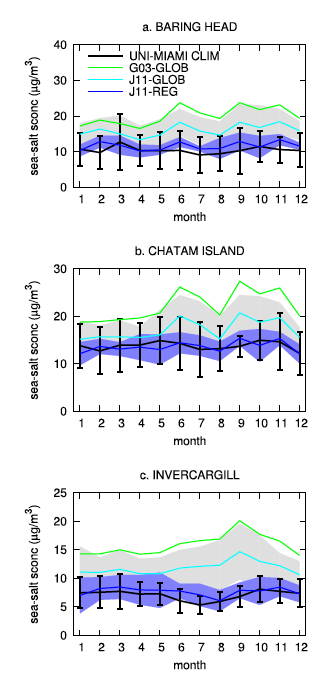 a. BARING HEAD
40
30
20
10
0
sea-salt sconc (μg/m³)
UNI-MIAMI CLIM
G03-GLOB
J11-GLOB
J11-REG
1 2 3 4 5 6 7 8 9 10 11 12
month
b. CHATAM ISLAND
30
20
10
0
sea-salt sconc (μg/m³)
1 2 3 4 5 6 7 8 9 10 11 12
month
c. INVERCARGILL
25
20
15
10
5
0
sea-salt sconc (μg/m³)
1 2 3 4 5 6 7 8 9 10 11 12
month